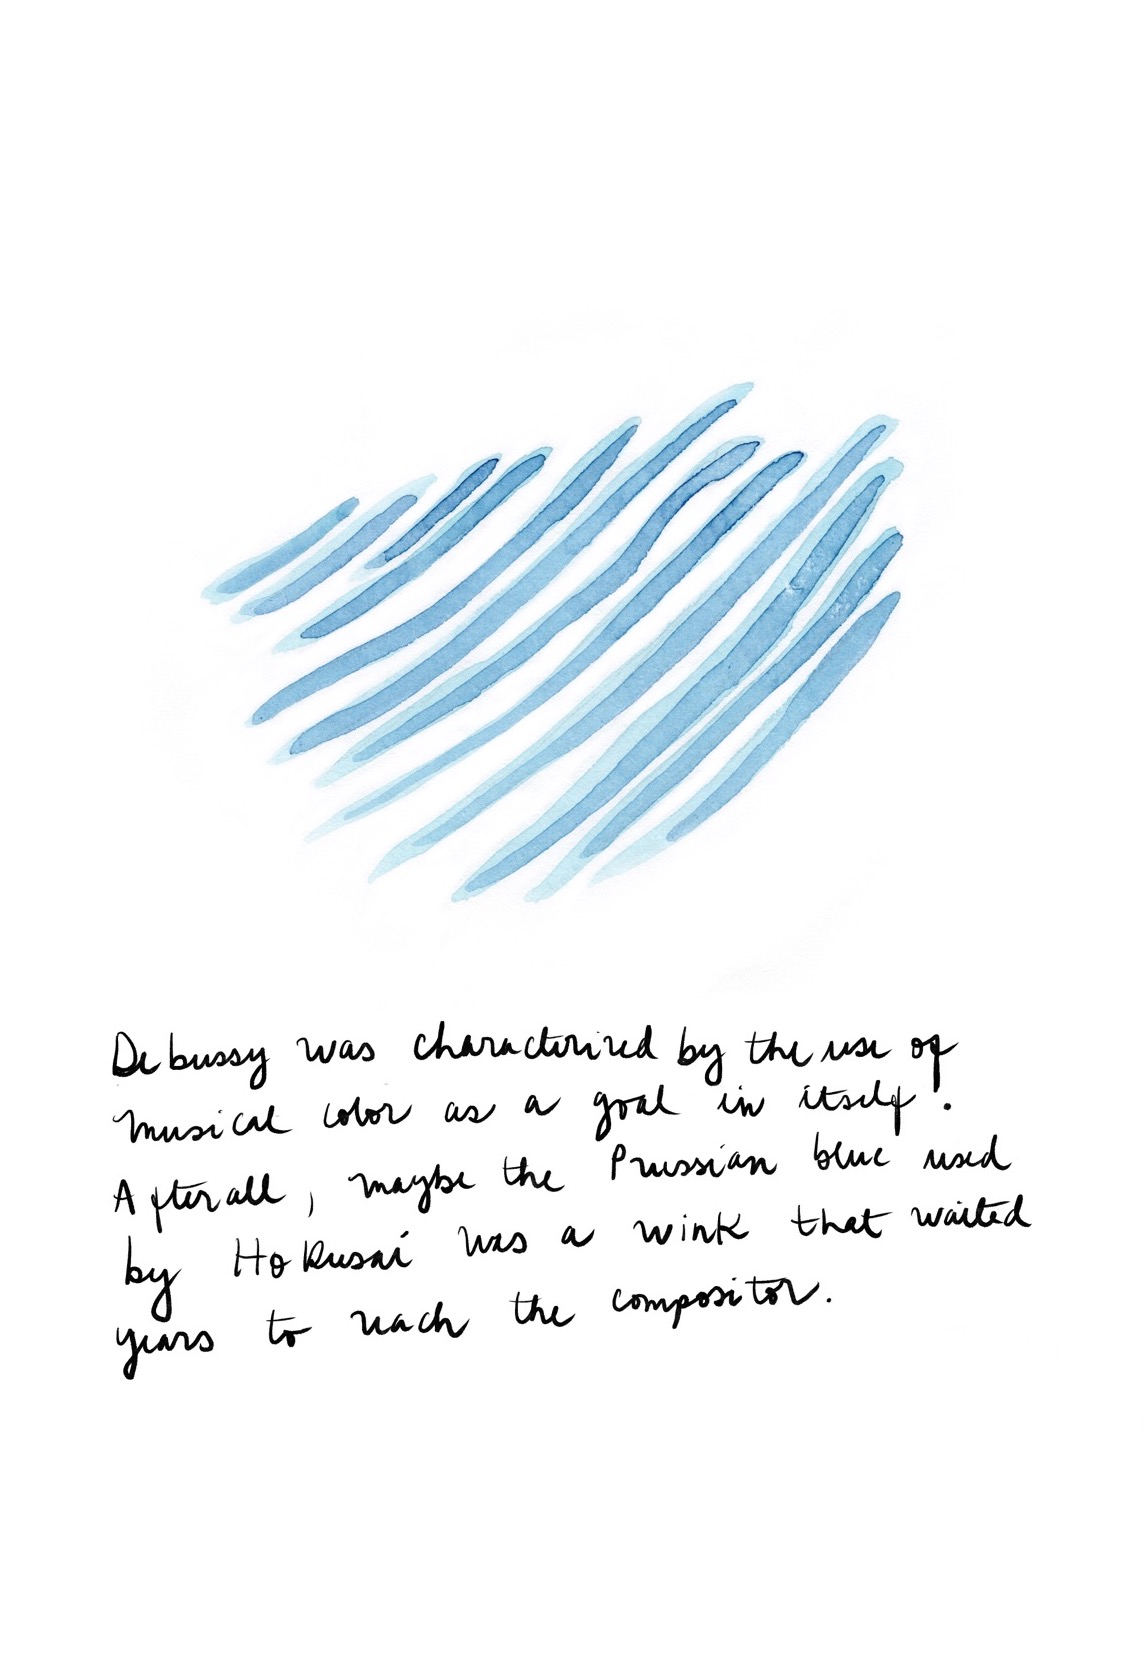 Debussy was characterized by the use of
musical color as a goal in itself.
After all, maybe the Prussian blue used
by Hokusai was a wink that waited
years to reach the compositor.